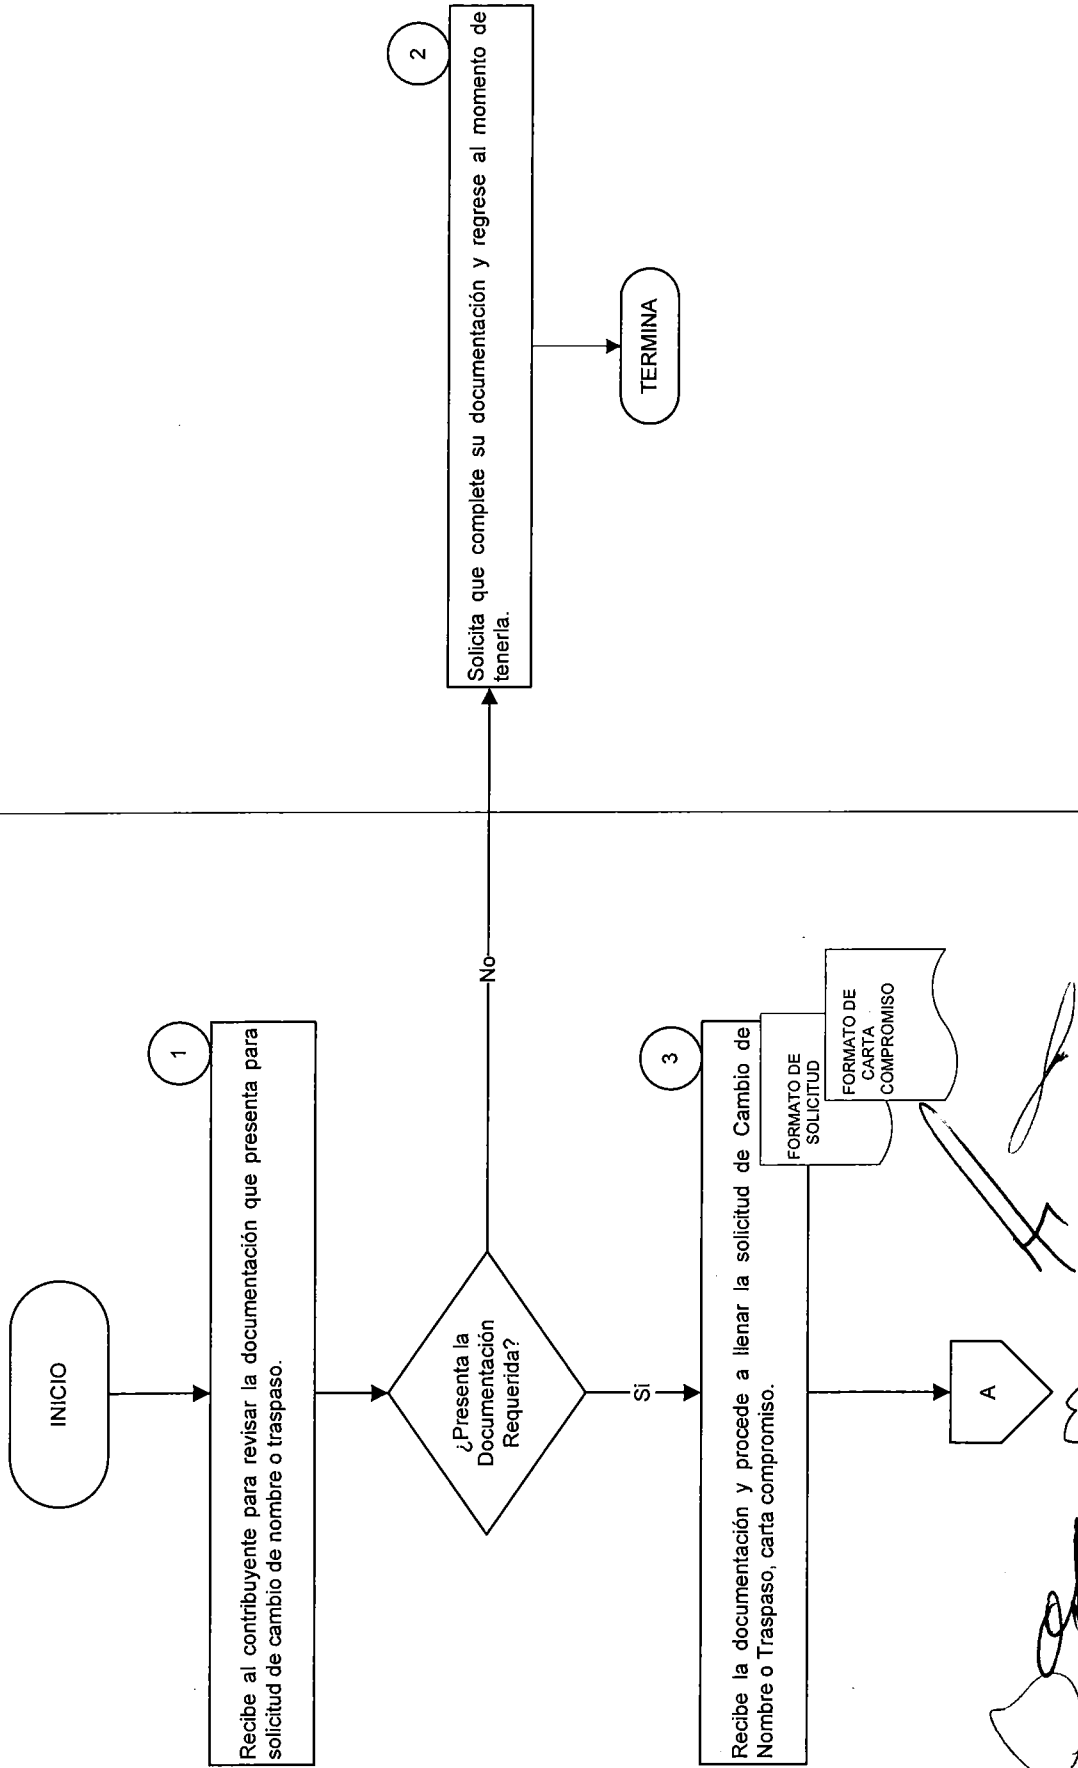 INICIO
1
Recibe al contribuyente para revisar la documentación que presenta para
solicitud de cambio de nombre o traspaso.
¿Presenta la
Documentación
Requerida?
No
2
Solicita que complete su documentación y regrese al momento de
tenerla.
TERMINA
Si
3
Recibe la documentación y procede a llenar la solicitud de Cambio de
Nombre o Traspaso, carta compromiso.
FORMATO DE
SOLICITUD
FORMATO DE
CARTA
COMPROMISO
A